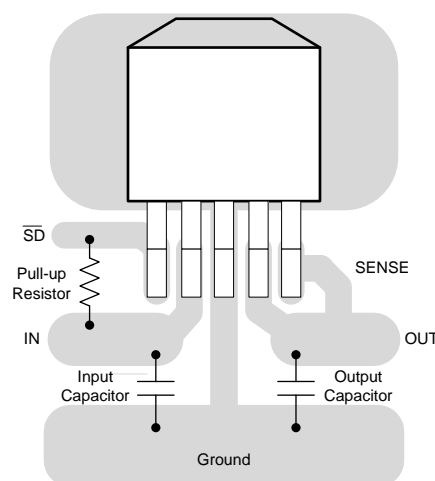 SD
Pull-up
Resistor
SENSE
IN
OUT
Input
Capacitor
Output
Capacitor
Ground